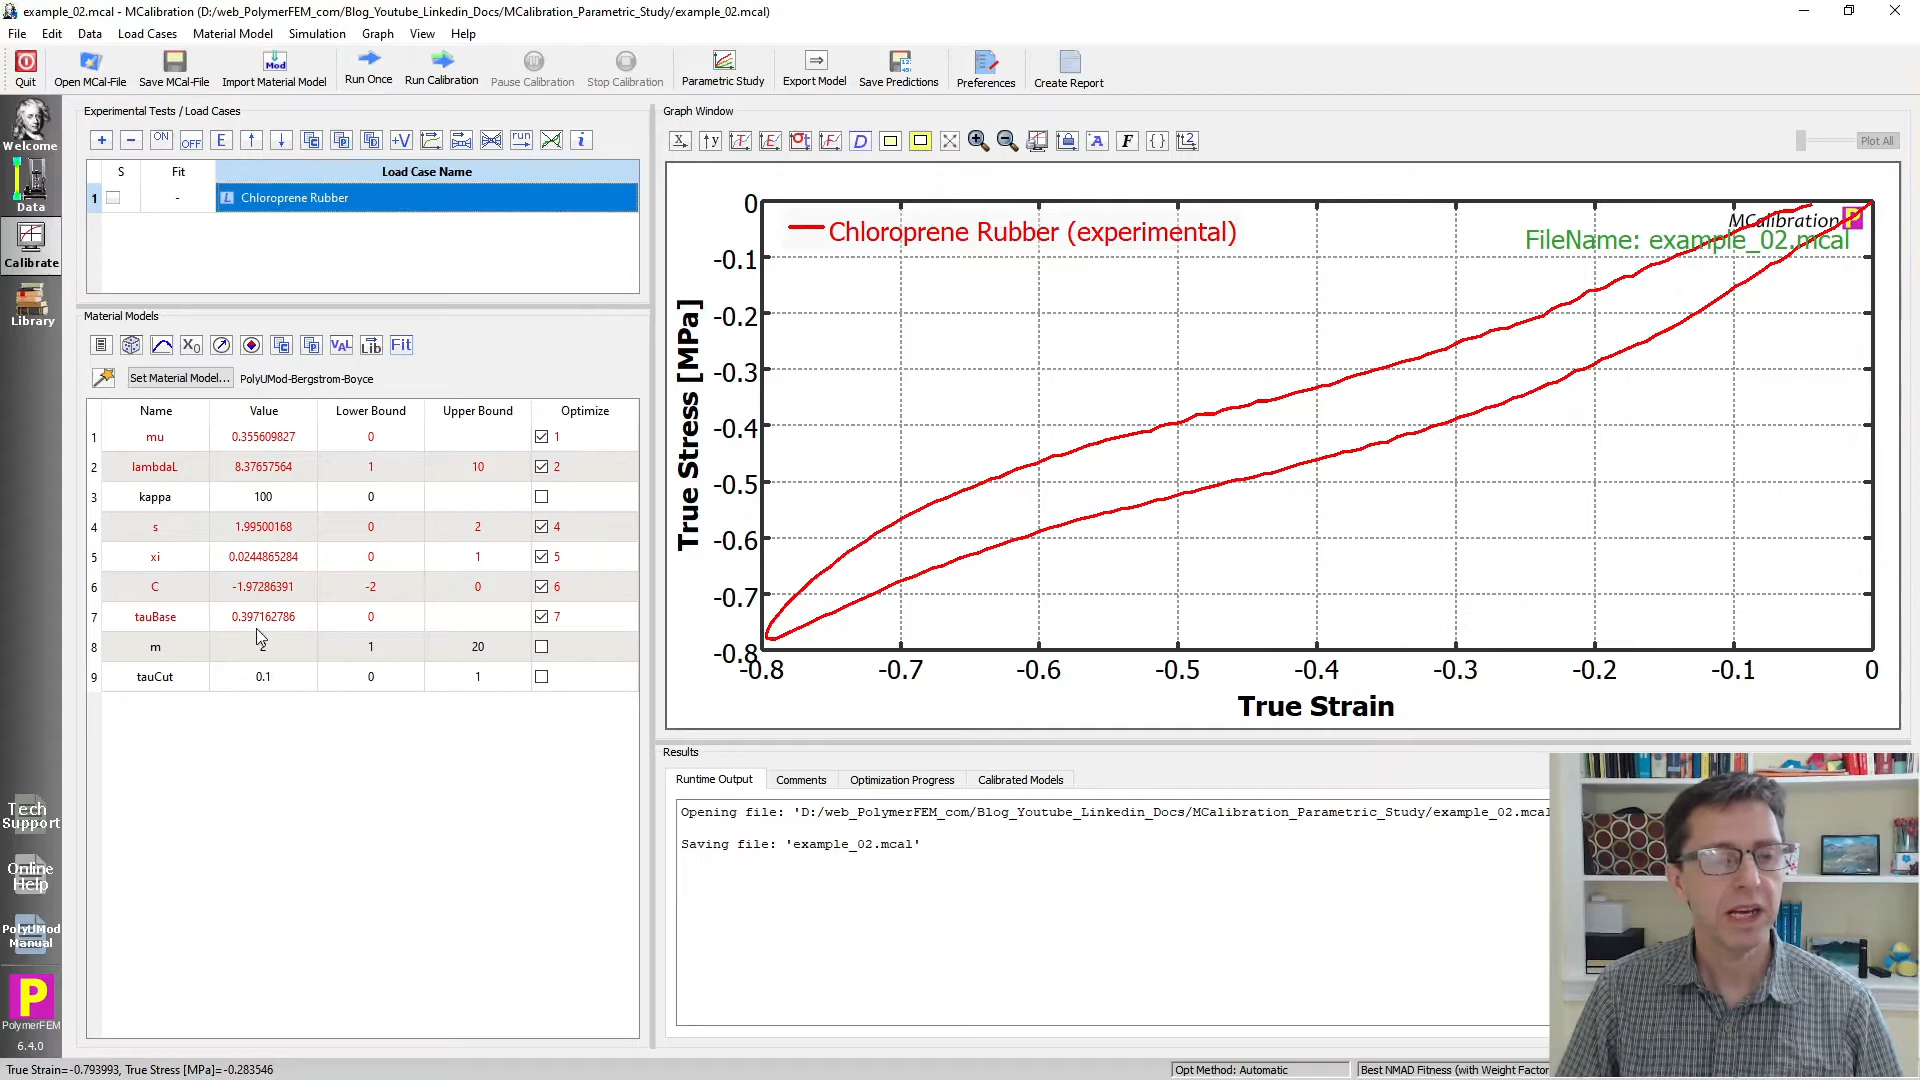 example_02.mcal - MCalibration (D:/web_PolymerFEM_com/Blog_Youtube_Linkedin_Docs/MCalibration_Parametric_Study/example_02.mcal)
File Edit Data Load Cases Material Model Simulation Graph View Help
Quit Open MCal-File Save MCal-File Import Material Model Run Once Run Calibration Pause Calibration Stop Calibration Parametric Study Export Model Save Predictions Preferences Create Report
Mod
Welcome
Data
Calibrate
Library
Tech Support
Online Help
PolyUMod Manual
PolymerFEM
6.4.0
Experimental Tests / Load Cases
ON OFF E +V run i
S Fit Load Case Name
1 - L Chloroprene Rubber
Material Models
X0 VAL Lib Fit
Set Material Model... PolyUMod-Bergstrom-Boyce
Name Value Lower Bound Upper Bound Optimize
1 mu 0.355609827 0 1
2 lambdaL 8.37657564 1 10 2
3 kappa 100 0
4 s 1.99500168 0 2 4
5 xi 0.0244865284 0 1 5
6 C -1.97286391 -2 0 6
7 tauBase 0.397162786 0 7
8 m 2 1 20
9 tauCut 0.1 0 1
Graph Window
Plot All
Chloroprene Rubber (experimental)
MCalibration P
FileName: example_02.mcal
True Stress [MPa]
0
-0.1
-0.2
-0.3
-0.4
-0.5
-0.6
-0.7
-0.8
-0.8 -0.7 -0.6 -0.5 -0.4 -0.3 -0.2 -0.1 0
True Strain
Results
Runtime Output Comments Optimization Progress Calibrated Models
Opening file: 'D:/web_PolymerFEM_com/Blog_Youtube_Linkedin_Docs/MCalibration_Parametric_Study/example_02.mcal
Saving file: 'example_02.mcal'
True Strain=-0.793993, True Stress [MPa]=-0.283546
Opt Method: Automatic
Best NMAD Fitness (with Weight Factor